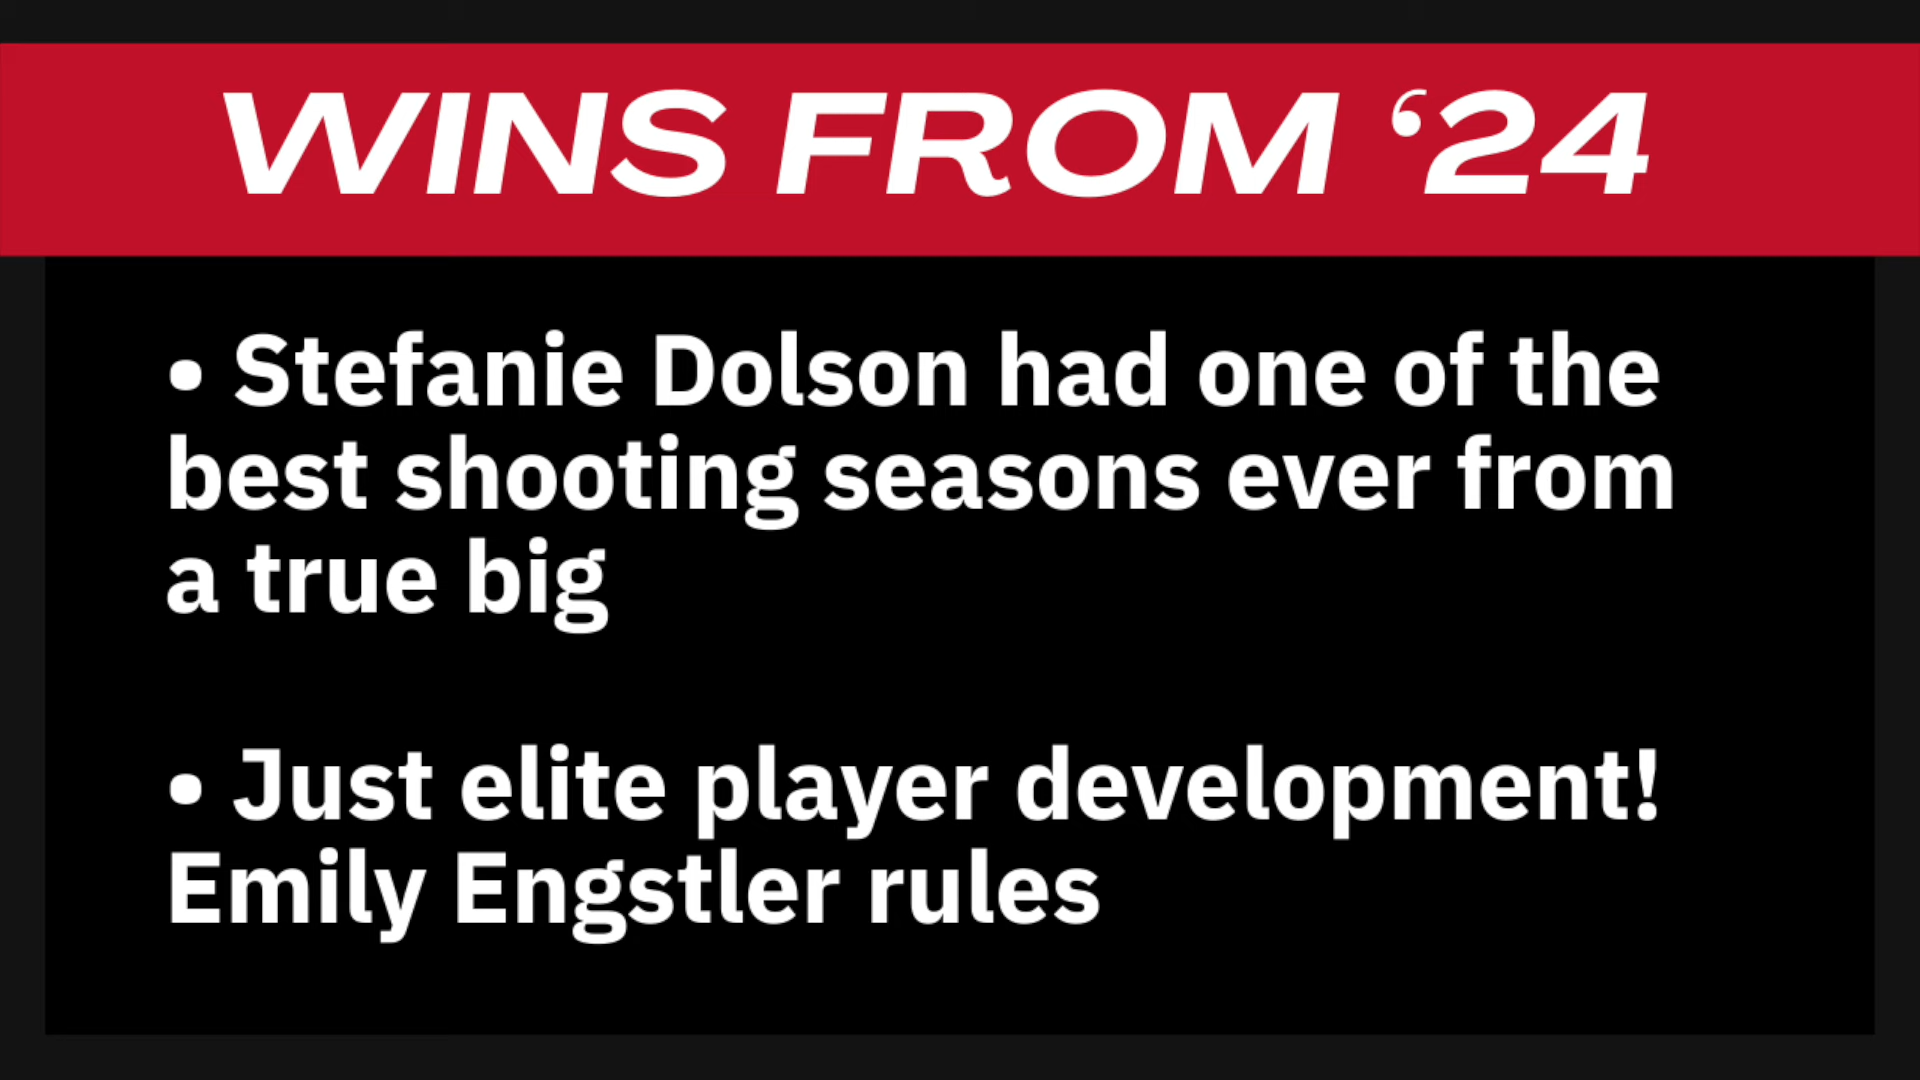 WINS FROM ‘24
• Stefanie Dolson had one of the
best shooting seasons ever from
a true big
• Just elite player development!
Emily Engstler rules